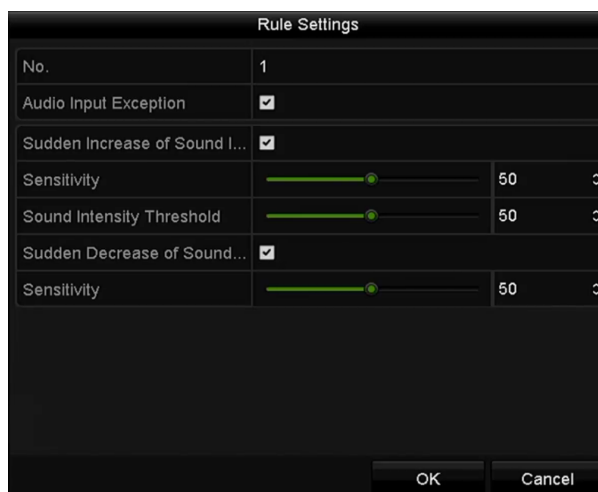 Rule Settings
No. 1
Audio Input Exception
Sudden Increase of Sound I...
Sensitivity 50
Sound Intensity Threshold 50
Sudden Decrease of Sound...
Sensitivity 50
OK Cancel